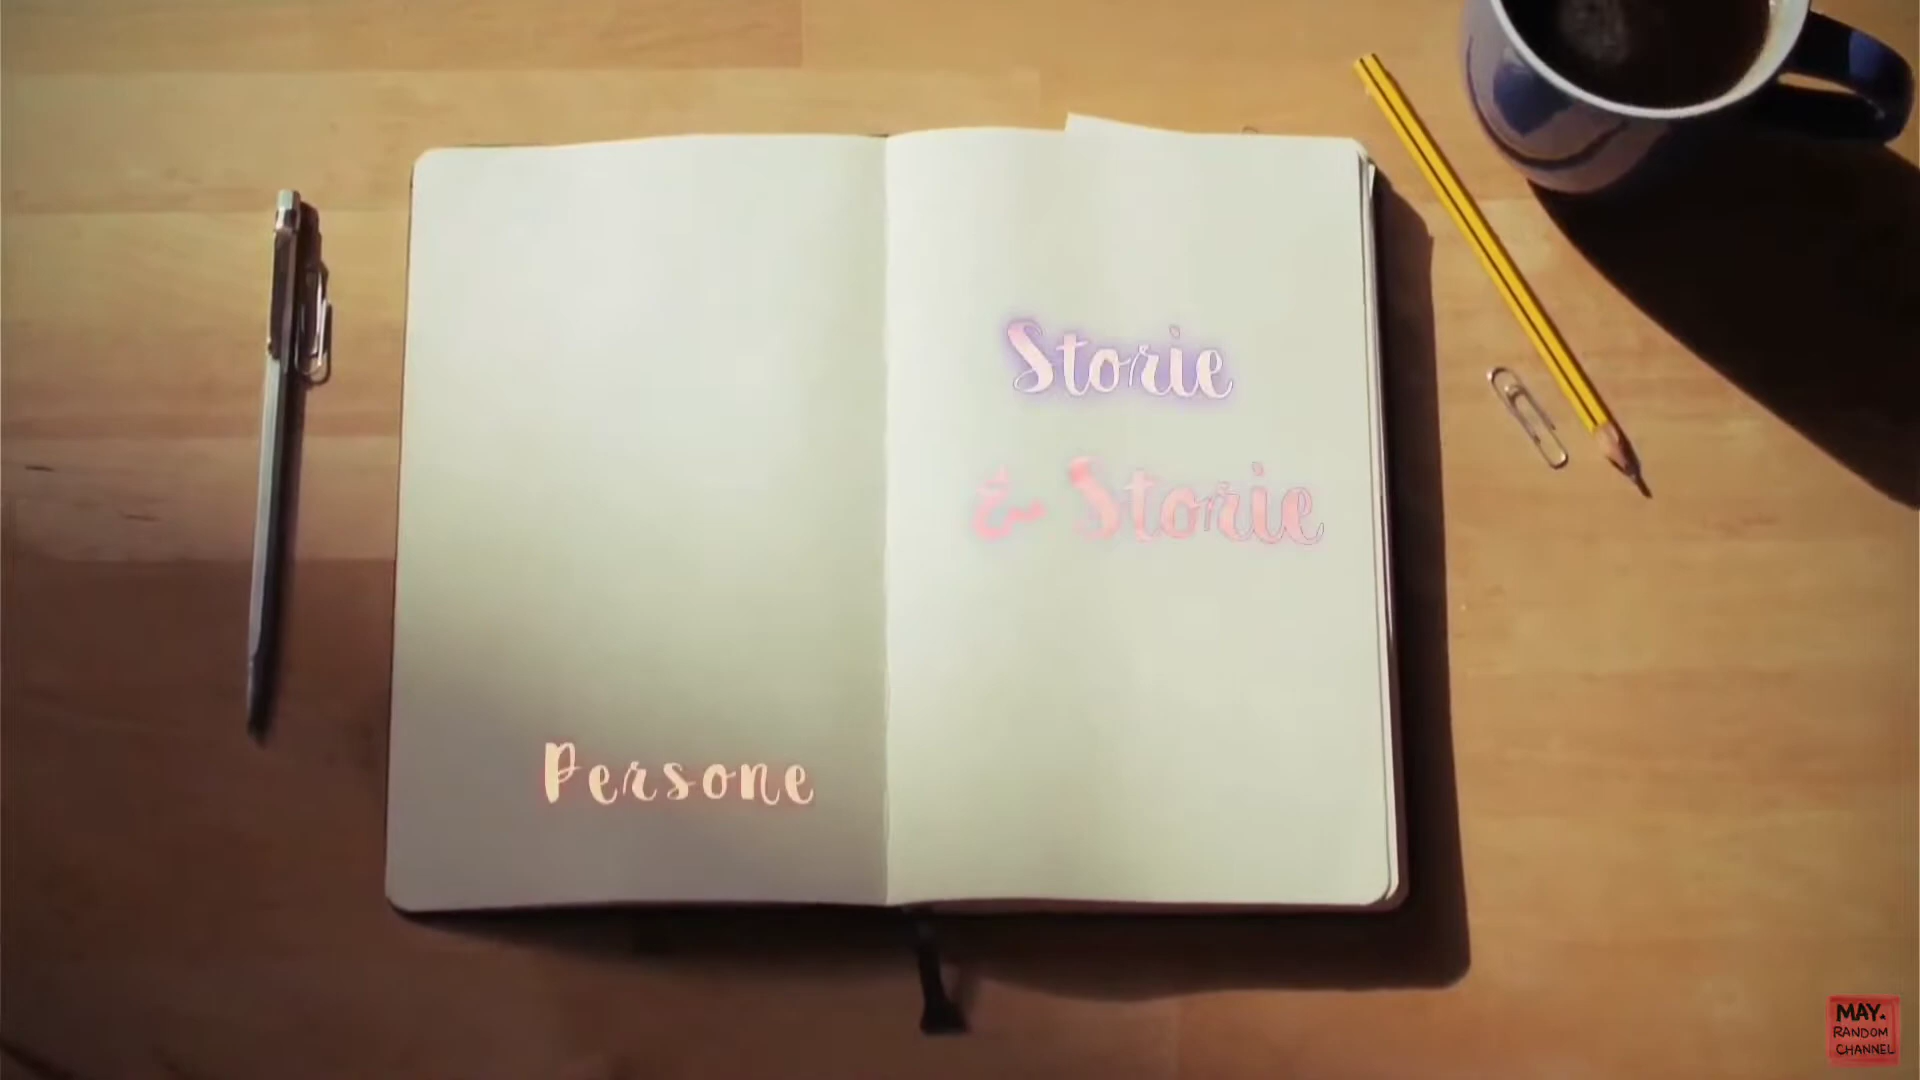 Persone
Storie
& Storie
MAY.
RANDOM
CHANNEL